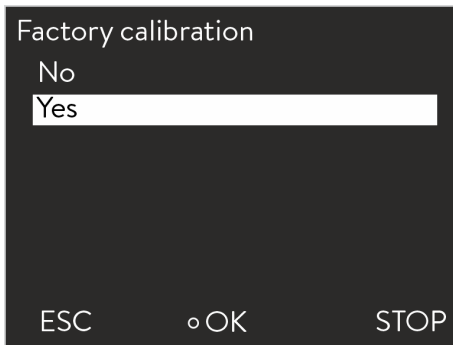 Factory calibration
No
Yes
ESC ∘ OK STOP